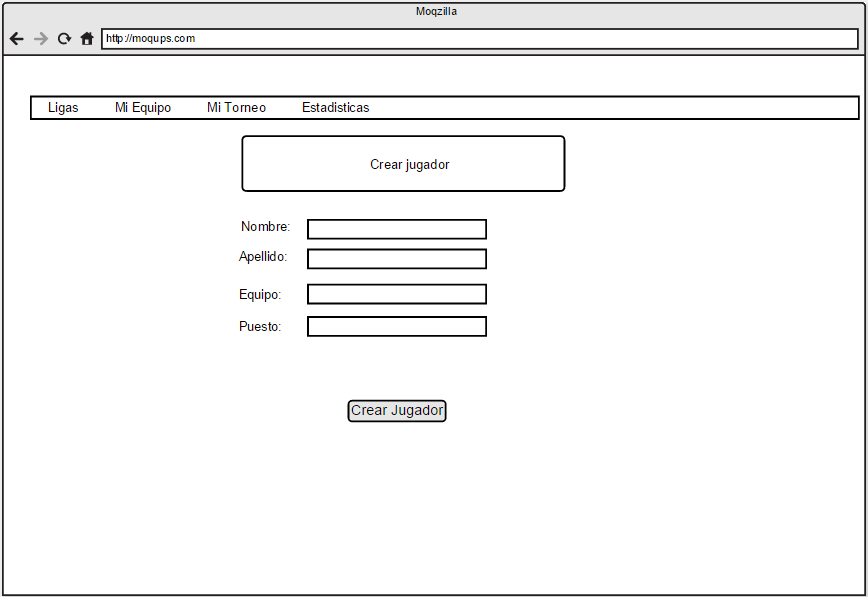 Moqzilla
http://moqups.com
Ligas Mi Equipo Mi Torneo Estadisticas
Crear jugador
Nombre:
Apellido:
Equipo:
Puesto:
Crear Jugador